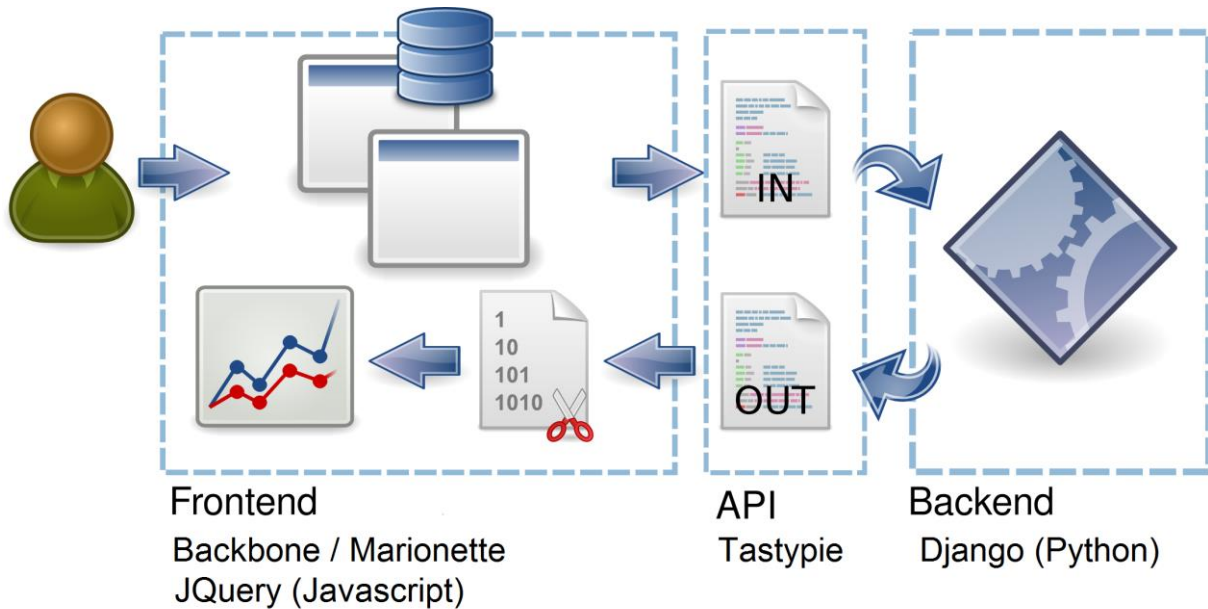 IN
1
10
101
1010
OUT
Frontend
Backbone / Marionette
JQuery (Javascript)
API
Tastypie
Backend
Django (Python)